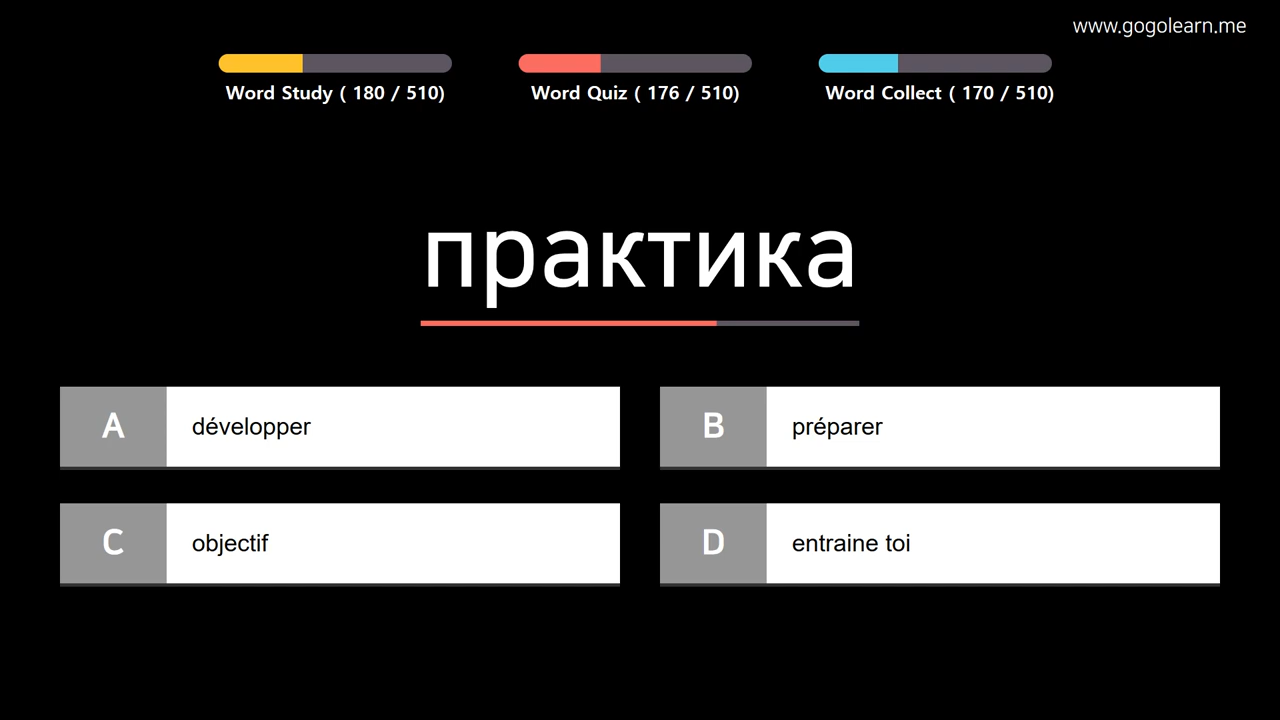 www.gogolearn.me
Word Study ( 180 / 510)
Word Quiz ( 176 / 510)
Word Collect ( 170 / 510)
практика
A développer
B préparer
C objectif
D entraine toi